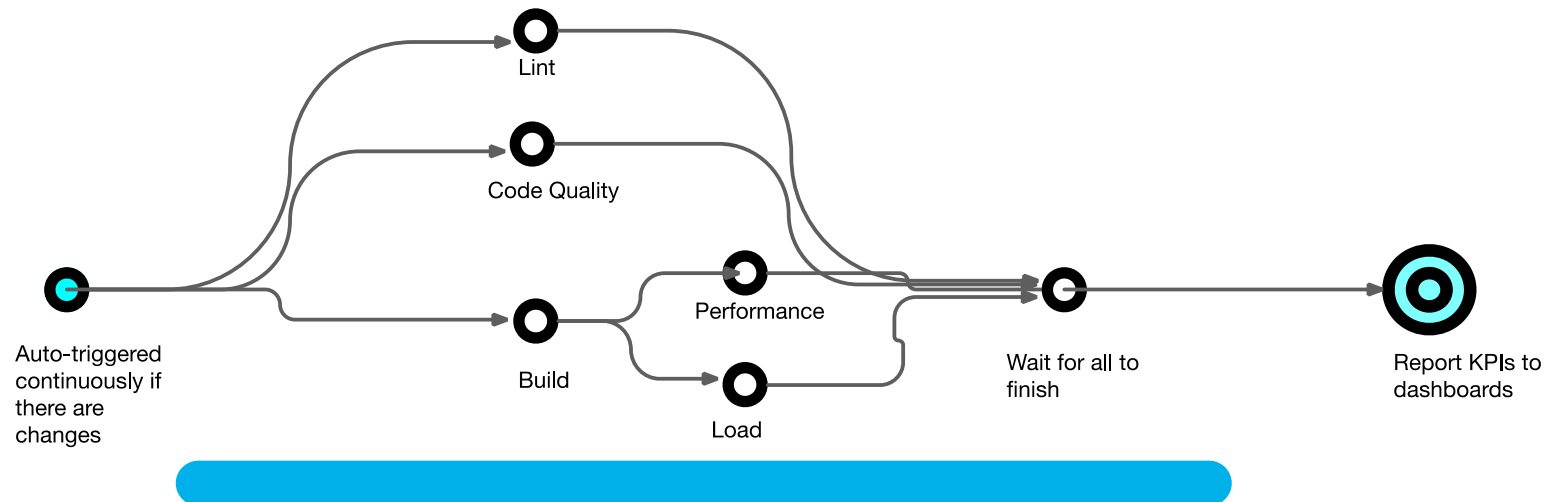 Lint
Code Quality
Performance
Auto-triggered
continuously if
there are
changes
Build
Wait for all to
finish
Report KPIs to
dashboards
Load